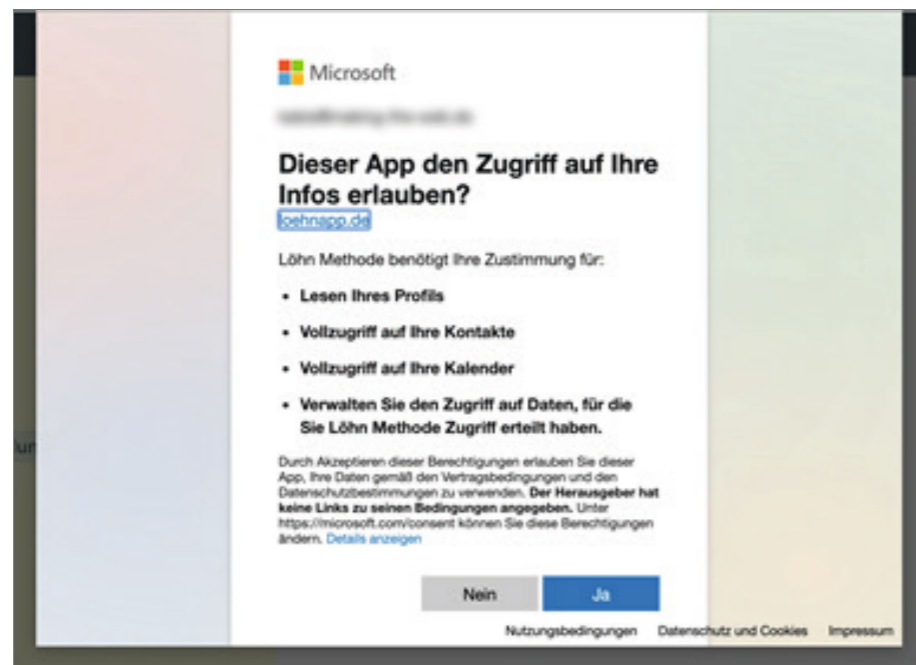 Microsoft
Dieser App den Zugriff auf Ihre
Infos erlauben?
loehnapp.de
Löhn Methode benötigt Ihre Zustimmung für:
• Lesen Ihres Profils
• Vollzugriff auf Ihre Kontakte
• Vollzugriff auf Ihre Kalender
• Verwalten Sie den Zugriff auf Daten, für die
Sie Löhn Methode Zugriff erteilt haben.
Durch Akzeptieren dieser Berechtigungen erlauben Sie dieser
App, Ihre Daten gemäß den Vertragsbedingungen und den
Datenschutzbestimmungen zu verwenden. Der Herausgeber hat
keine Links zu seinen Bedingungen angegeben. Unter
https://microsoft.com/consent können Sie diese Berechtigungen
ändern. Details anzeigen
Nein Ja
Nutzungsbedingungen Datenschutz und Cookies Impressum